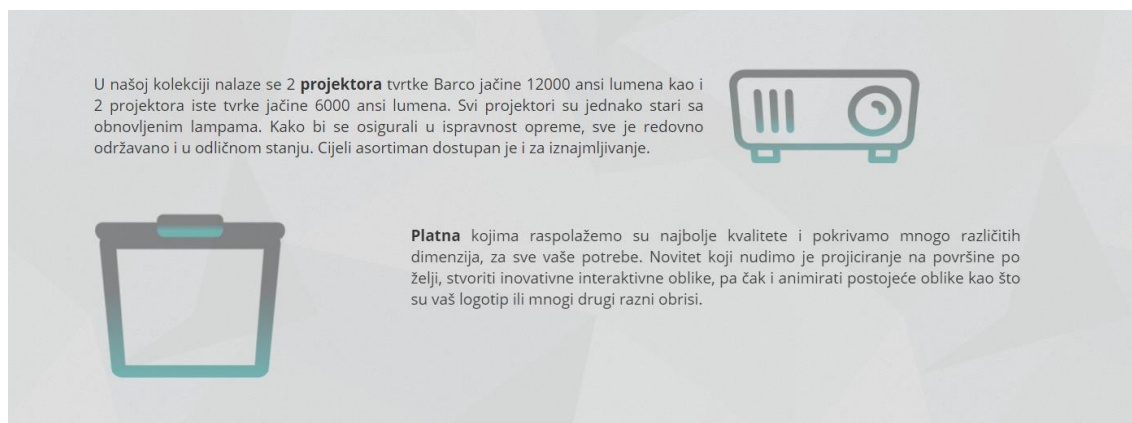 U našoj kolekciji nalaze se 2 projektora tvrtke Barco jačine 12000 ansi lumena kao i
2 projektora iste tvrke jačine 6000 ansi lumena. Svi projektori su jednako stari sa
obnovljenim lampama. Kako bi se osigurali u ispravnost opreme, sve je redovno
održavano i u odličnom stanju. Cijeli asortiman dostupan je i za iznajmljivanje.
Platna kojima raspolažemo su najbolje kvalitete i pokrivamo mnogo različitih
dimenzija, za sve vaše potrebe. Novitet koji nudimo je projiciranje na površine po
želji, stvoriti inovativne interaktivne oblike, pa čak i animirati postojeće oblike kao što
su vaš logotip ili mnogi drugi razni obrisi.